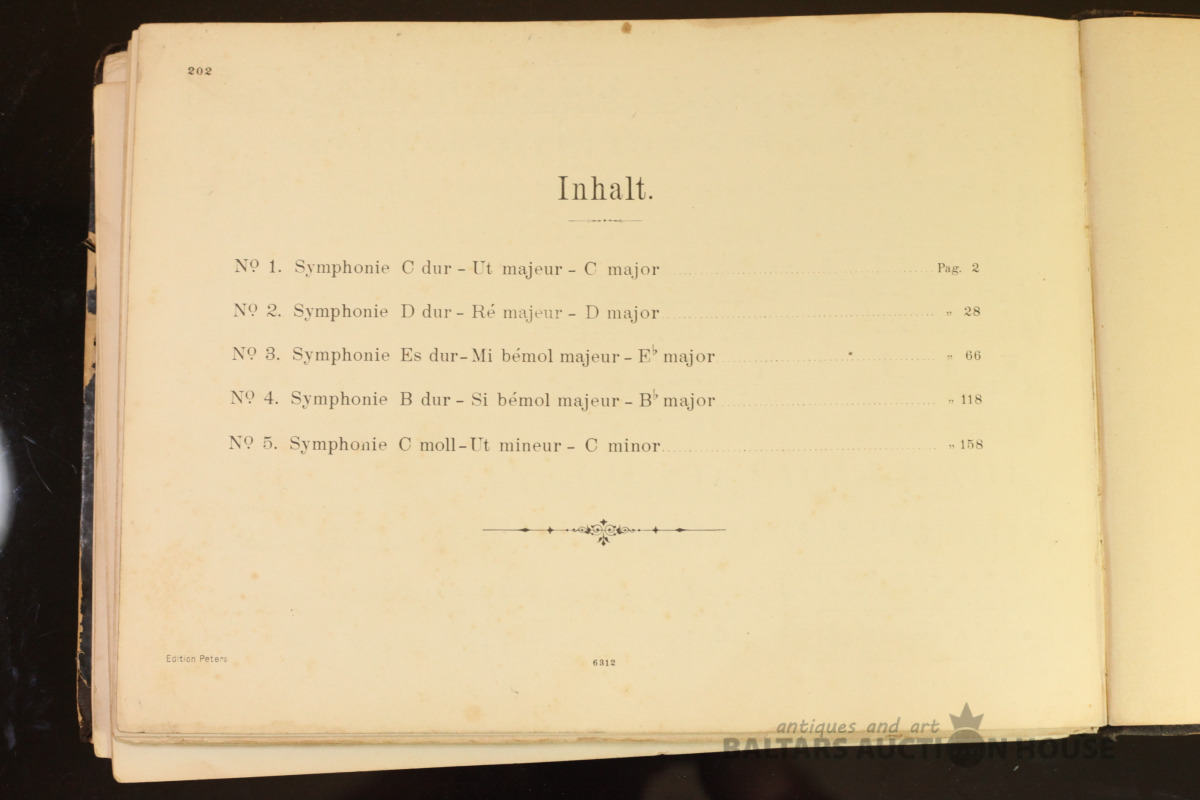 202
Inhalt.
Nº 1. Symphonie C dur – Ut majeur – C major Pag. 2
Nº 2. Symphonie D dur – Ré majeur – D major „ 28
Nº 3. Symphonie Es dur – Mi bémol majeur – E♭ major „ 66
Nº 4. Symphonie B dur – Si bémol majeur – B♭ major „ 118
Nº 5. Symphonie C moll – Ut mineur – C minor „ 158
Edition Peters
6312
antiques and art
BALTARS AUCTION HOUSE